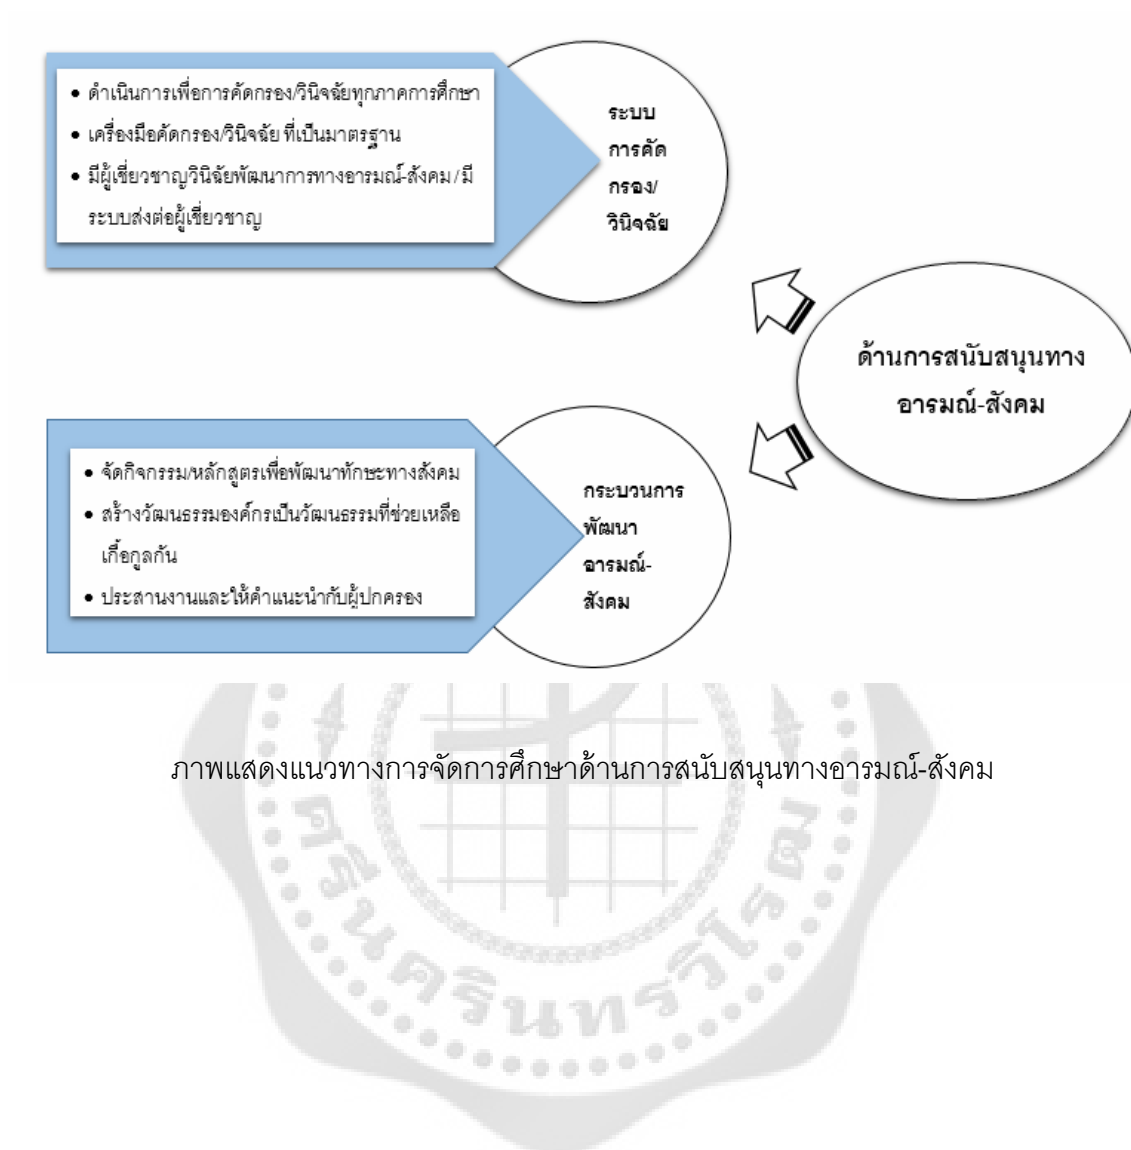 • ดำเนินการเพื่อการคัดกรอง/วินิจฉัยทุกภาคการศึกษา
• เครื่องมือคัดกรอง/วินิจฉัย ที่เป็นมาตรฐาน
• มีผู้เชี่ยวชาญวินิจฉัยพัฒนาการทางอารมณ์-สังคม / มี
ระบบส่งต่อผู้เชี่ยวชาญ
ระบบ
การคัด
กรอง/
วินิจฉัย
ด้านการสนับสนุนทาง
อารมณ์-สังคม
• จัดกิจกรรม/หลักสูตรเพื่อพัฒนาทักษะทางสังคม
• สร้างวัฒนธรรมองค์กรเป็นวัฒนธรรมที่ช่วยเหลือ
เกื้อกูลกัน
• ประสานงานและให้คำแนะนำกับผู้ปกครอง
กระบวนการ
พัฒนา
อารมณ์-
สังคม
ภาพแสดงแนวทางการจัดการศึกษาด้านการสนับสนุนทางอารมณ์-สังคม
ศรีนครินทรวิโรฒ